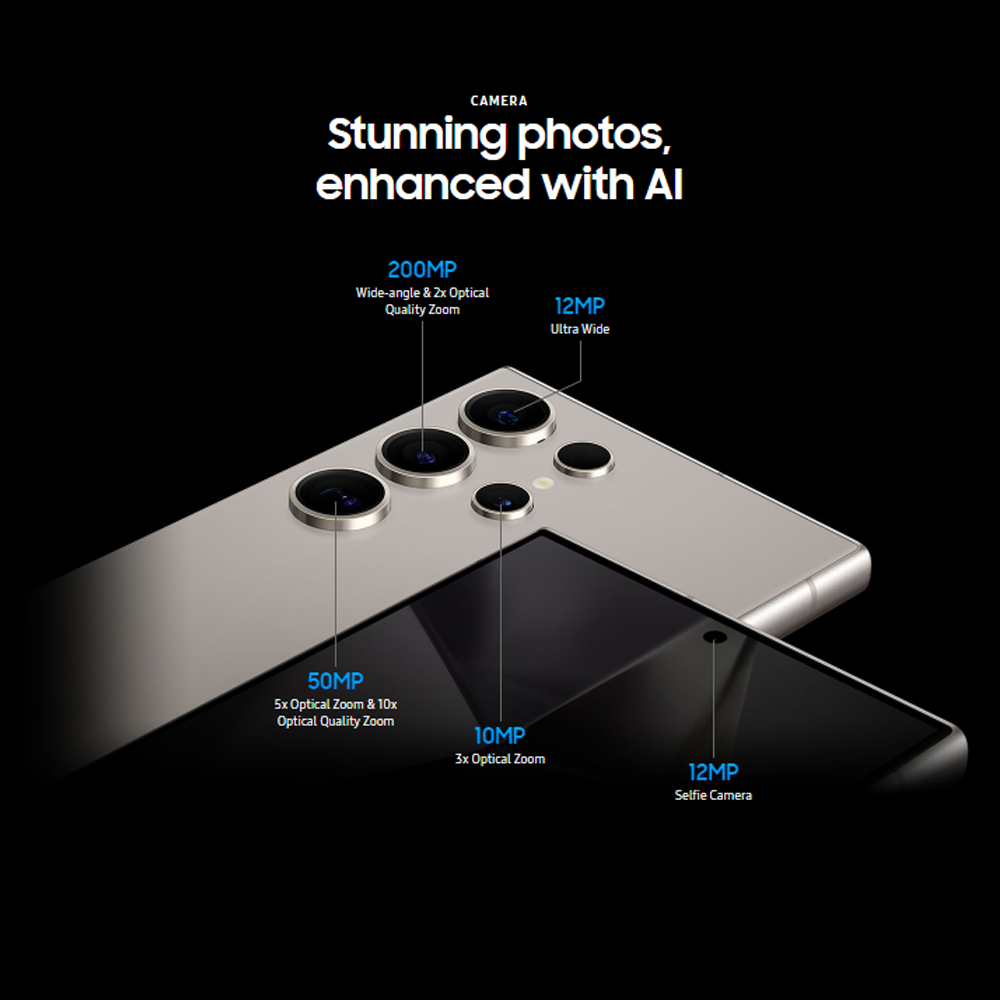 CAMERA
Stunning photos,
enhanced with AI
200MP
Wide-angle & 2x Optical
Quality Zoom
12MP
Ultra Wide
50MP
5x Optical Zoom & 10x
Optical Quality Zoom
10MP
3x Optical Zoom
12MP
Selfie Camera